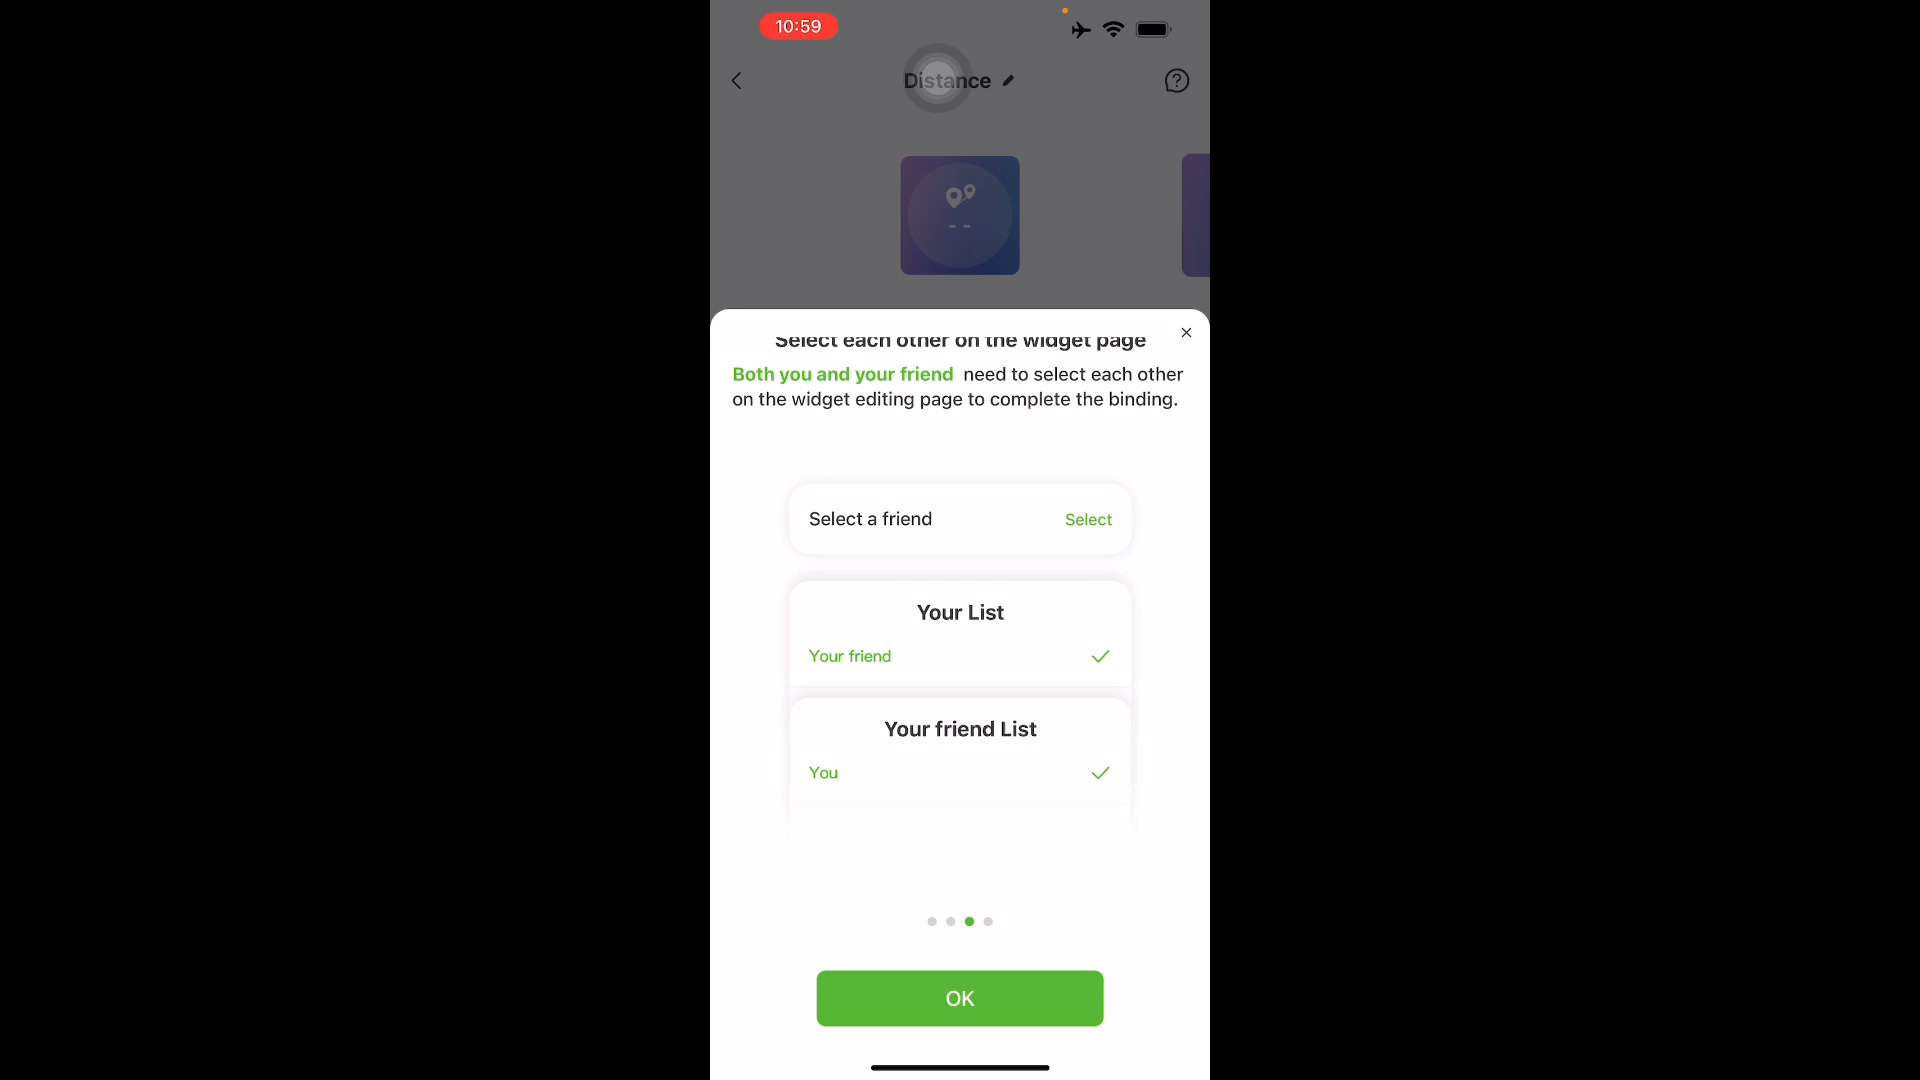 10:59
Distance
- -
Select each other on the widget page
Both you and your friend need to select each other
on the widget editing page to complete the binding.
Select a friend Select
Your List
Your friend
Your friend List
You
OK